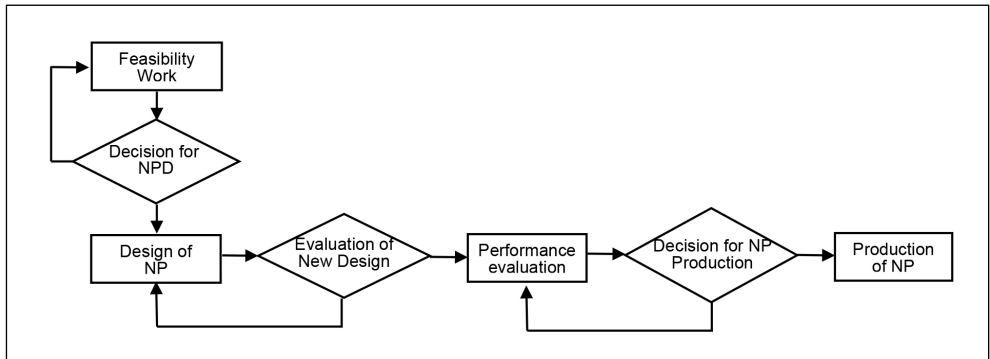 Feasibility
Work
Decision for
NPD
Design of
NP
Evaluation of
New Design
Performance
evaluation
Decision for NP
Production
Production
of NP